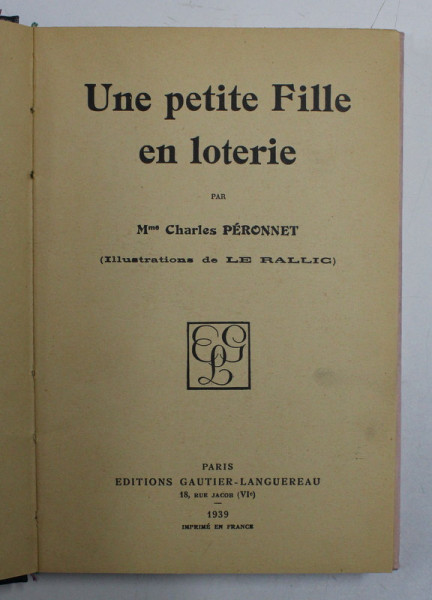 Une petite Fille
en loterie
PAR
Mme Charles PÉRONNET
(Illustrations de LE RALLIC)
EGL
PARIS
EDITIONS GAUTIER-LANGUEREAU
18, RUE JACOB (VIe)
1939
IMPRIMÉ EN FRANCE